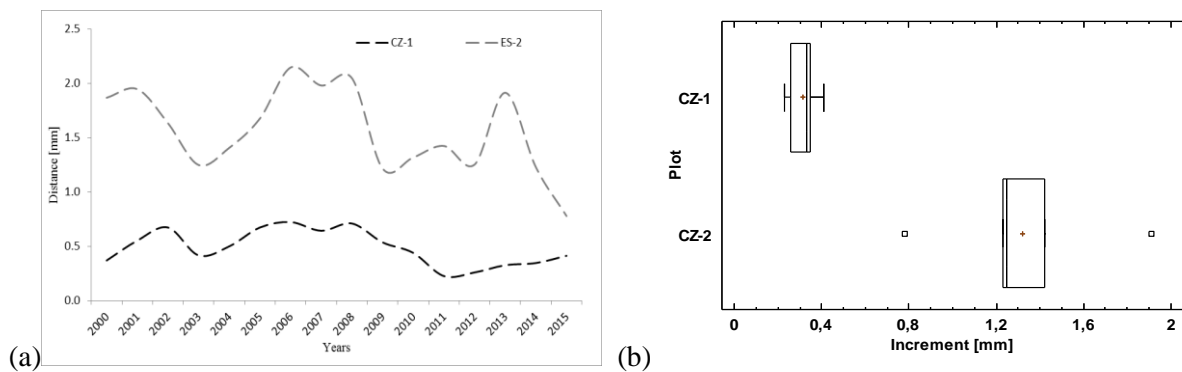 2.5
CZ-1 ES-2
2.0
1.5
1.0
0.5
0.0
Distance [mm]
2000 2001 2002 2003 2004 2005 2006 2007 2008 2009 2010 2011 2012 2013 2014 2015
Years
(a)
Plot
CZ-1
CZ-2
0 0,4 0,8 1,2 1,6 2
Increment [mm]
(b)